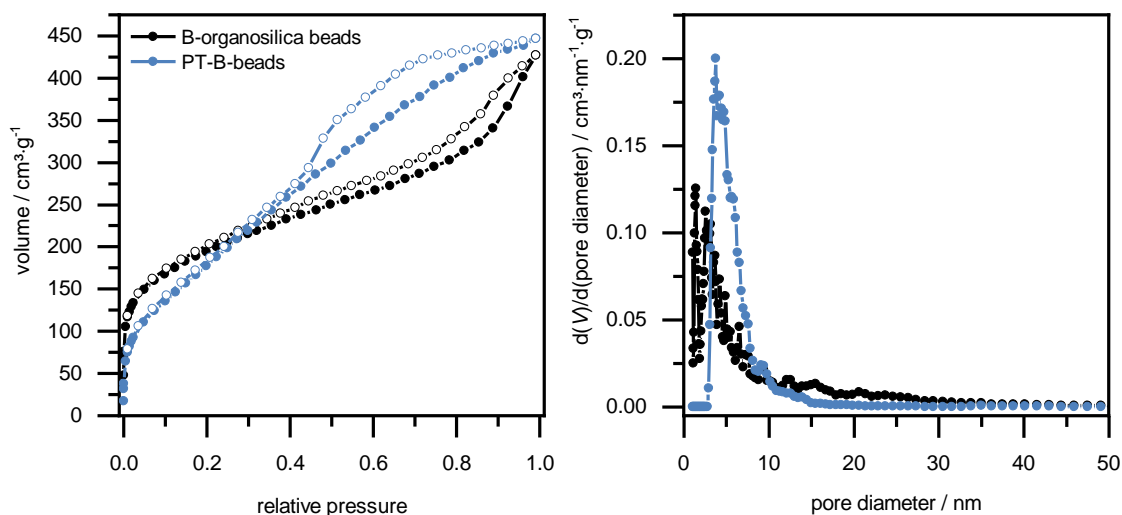 volume / cm³·g⁻¹
450
400
350
300
250
200
150
100
50
0
B-organosilica beads
PT-B-beads
0.0 0.2 0.4 0.6 0.8 1.0
relative pressure
d(V)/d(pore diameter) / cm³·nm⁻¹·g⁻¹
0.20
0.15
0.10
0.05
0.00
0 10 20 30 40 50
pore diameter / nm